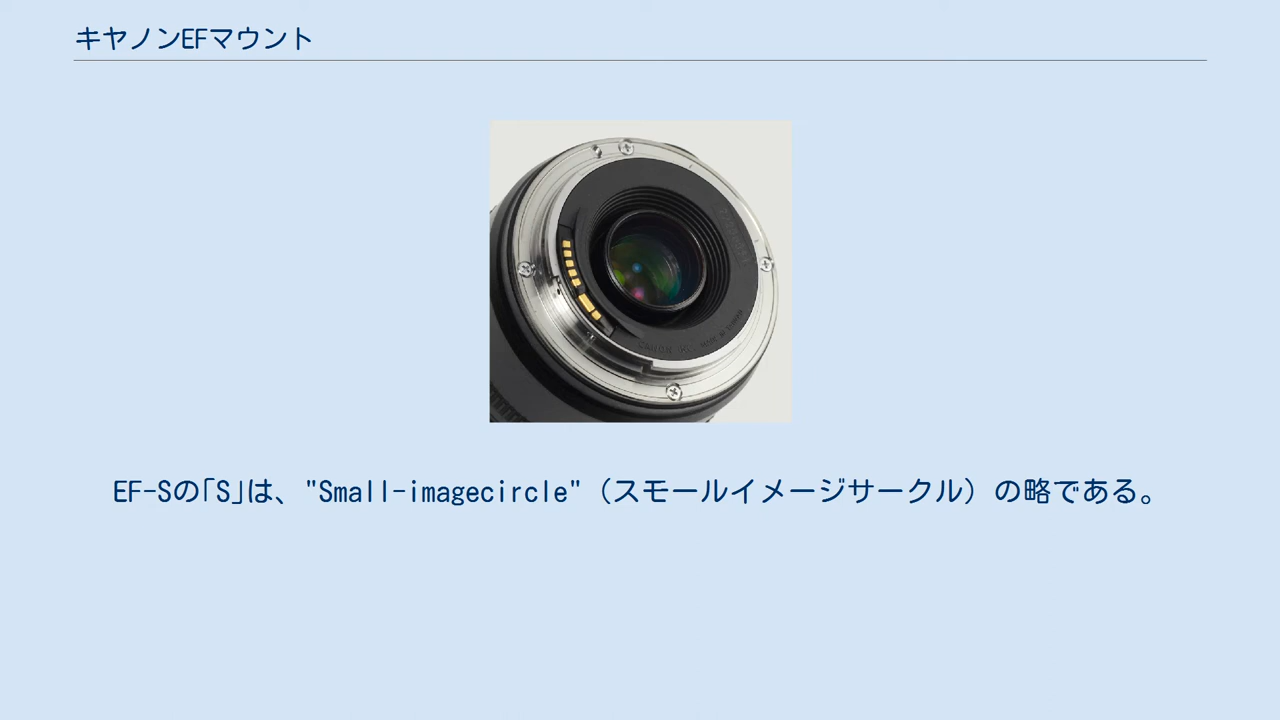 キヤノンEFマウント
EF-Sの｢S｣は、"Small-imagecircle"（スモールイメージサークル）の略である。